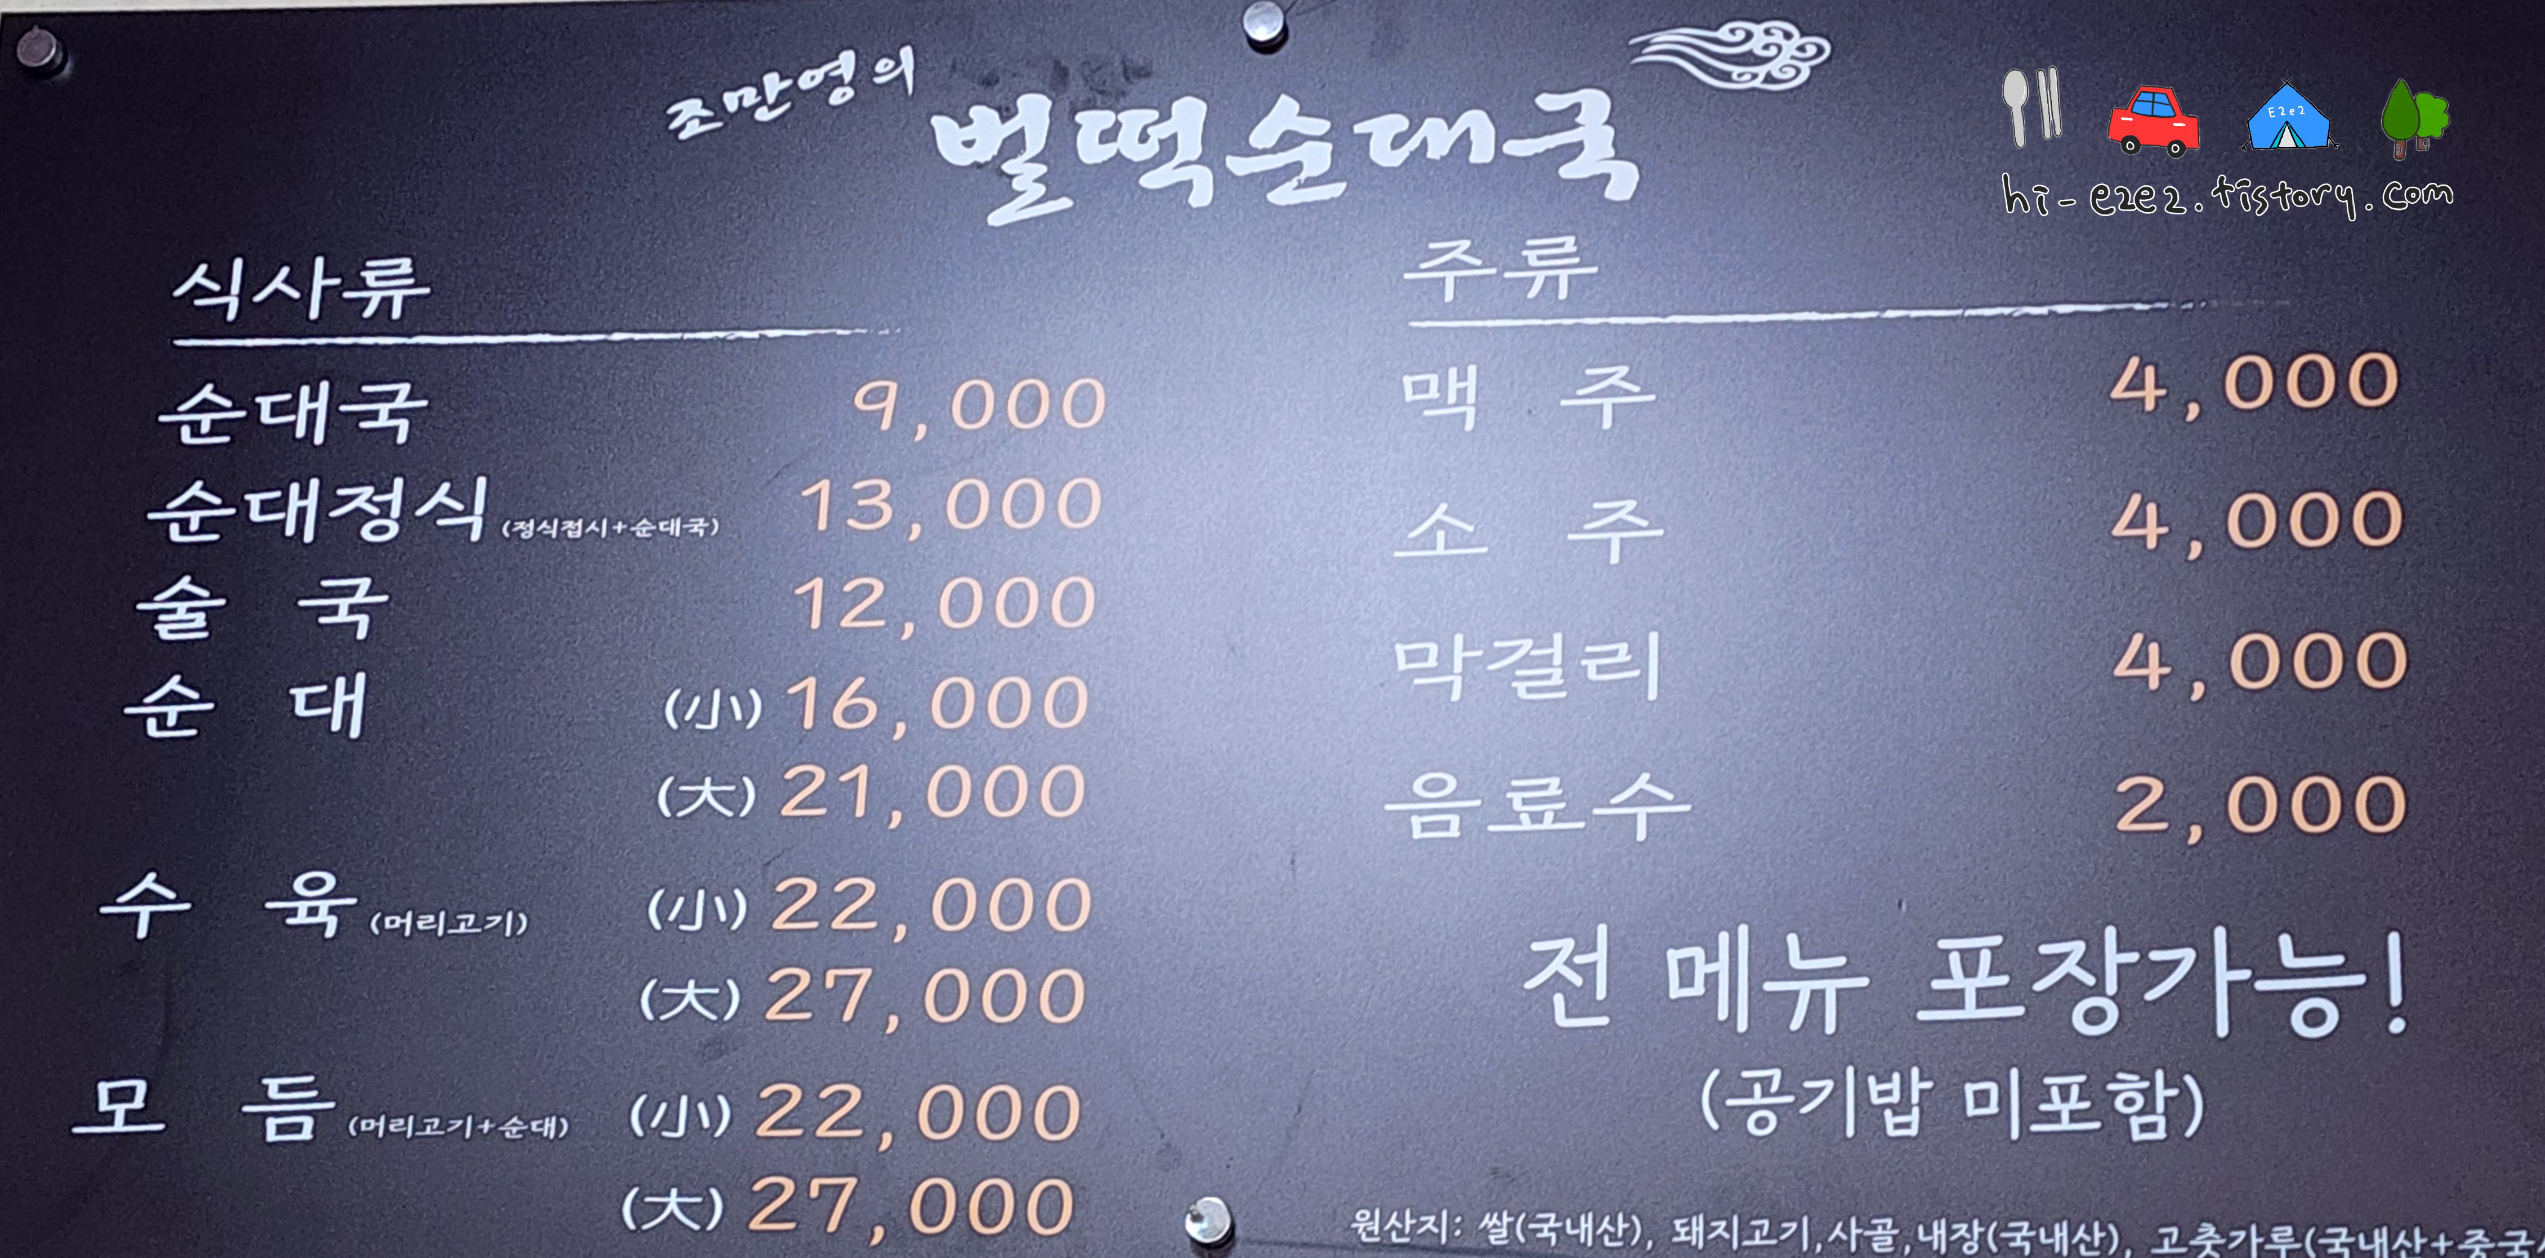 조만영의
벌떡순대국
E2e2
hi-e2e2.tistory.com
식사류
순대국 9,000
순대정식 (정식접시+순대국) 13,000
술 국 12,000
순 대 (小) 16,000
(大) 21,000
수 육 (머리고기) (小) 22,000
(大) 27,000
모 듬 (머리고기+순대) (小) 22,000
(大) 27,000
주류
맥 주 4,000
소 주 4,000
막걸리 4,000
음료수 2,000
전 메뉴 포장가능!
(공기밥 미포함)
원산지: 쌀(국내산), 돼지고기,사골,내장(국내산), 고춧가루(국내산+중국